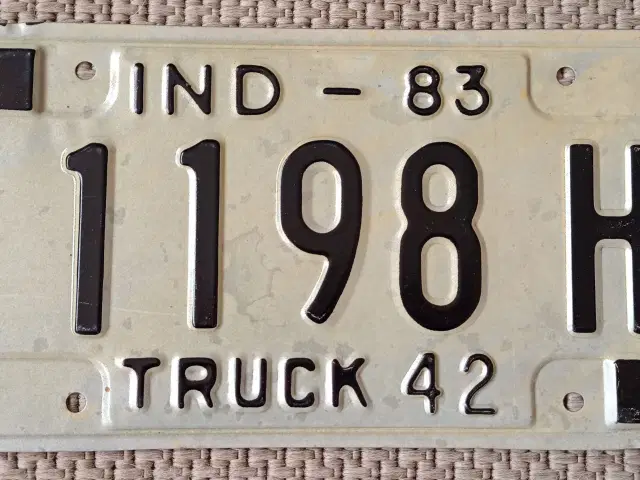 IND - 83
1198 H
TRUCK 42